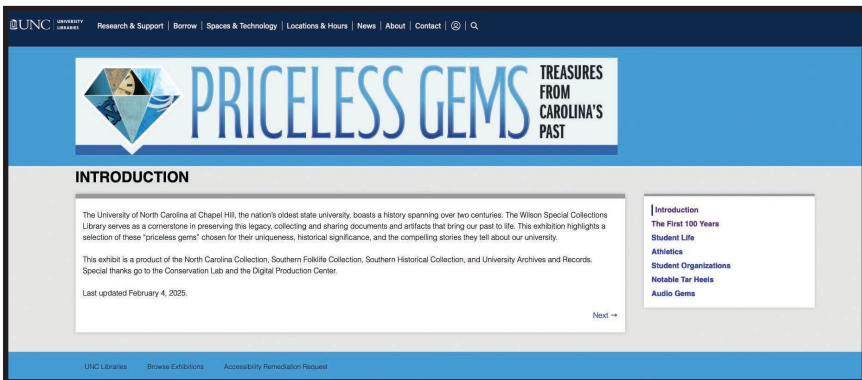 UNC UNIVERSITY LIBRARIES Research & Support Borrow Spaces & Technology Locations & Hours News About Contact
PRICELESS GEMS
TREASURES
FROM
CAROLINA'S
PAST
INTRODUCTION
The University of North Carolina at Chapel Hill, the nation's oldest state university, boasts a history spanning over two centuries. The Wilson Special Collections
Library serves as a cornerstone in preserving this legacy, collecting and sharing documents and artifacts that bring our past to life. This exhibition highlights a
selection of these "priceless gems" chosen for their uniqueness, historical significance, and the compelling stories they tell about our university.
This exhibit is a product of the North Carolina Collection, Southern Folklife Collection, Southern Historical Collection, and University Archives and Records.
Special thanks go to the Conservation Lab and the Digital Production Center.
Last updated February 4, 2025.
Next →
Introduction
The First 100 Years
Student Life
Athletics
Student Organizations
Notable Tar Heels
Audio Gems
UNC Libraries Browse Exhibitions Accessibility Remediation Request